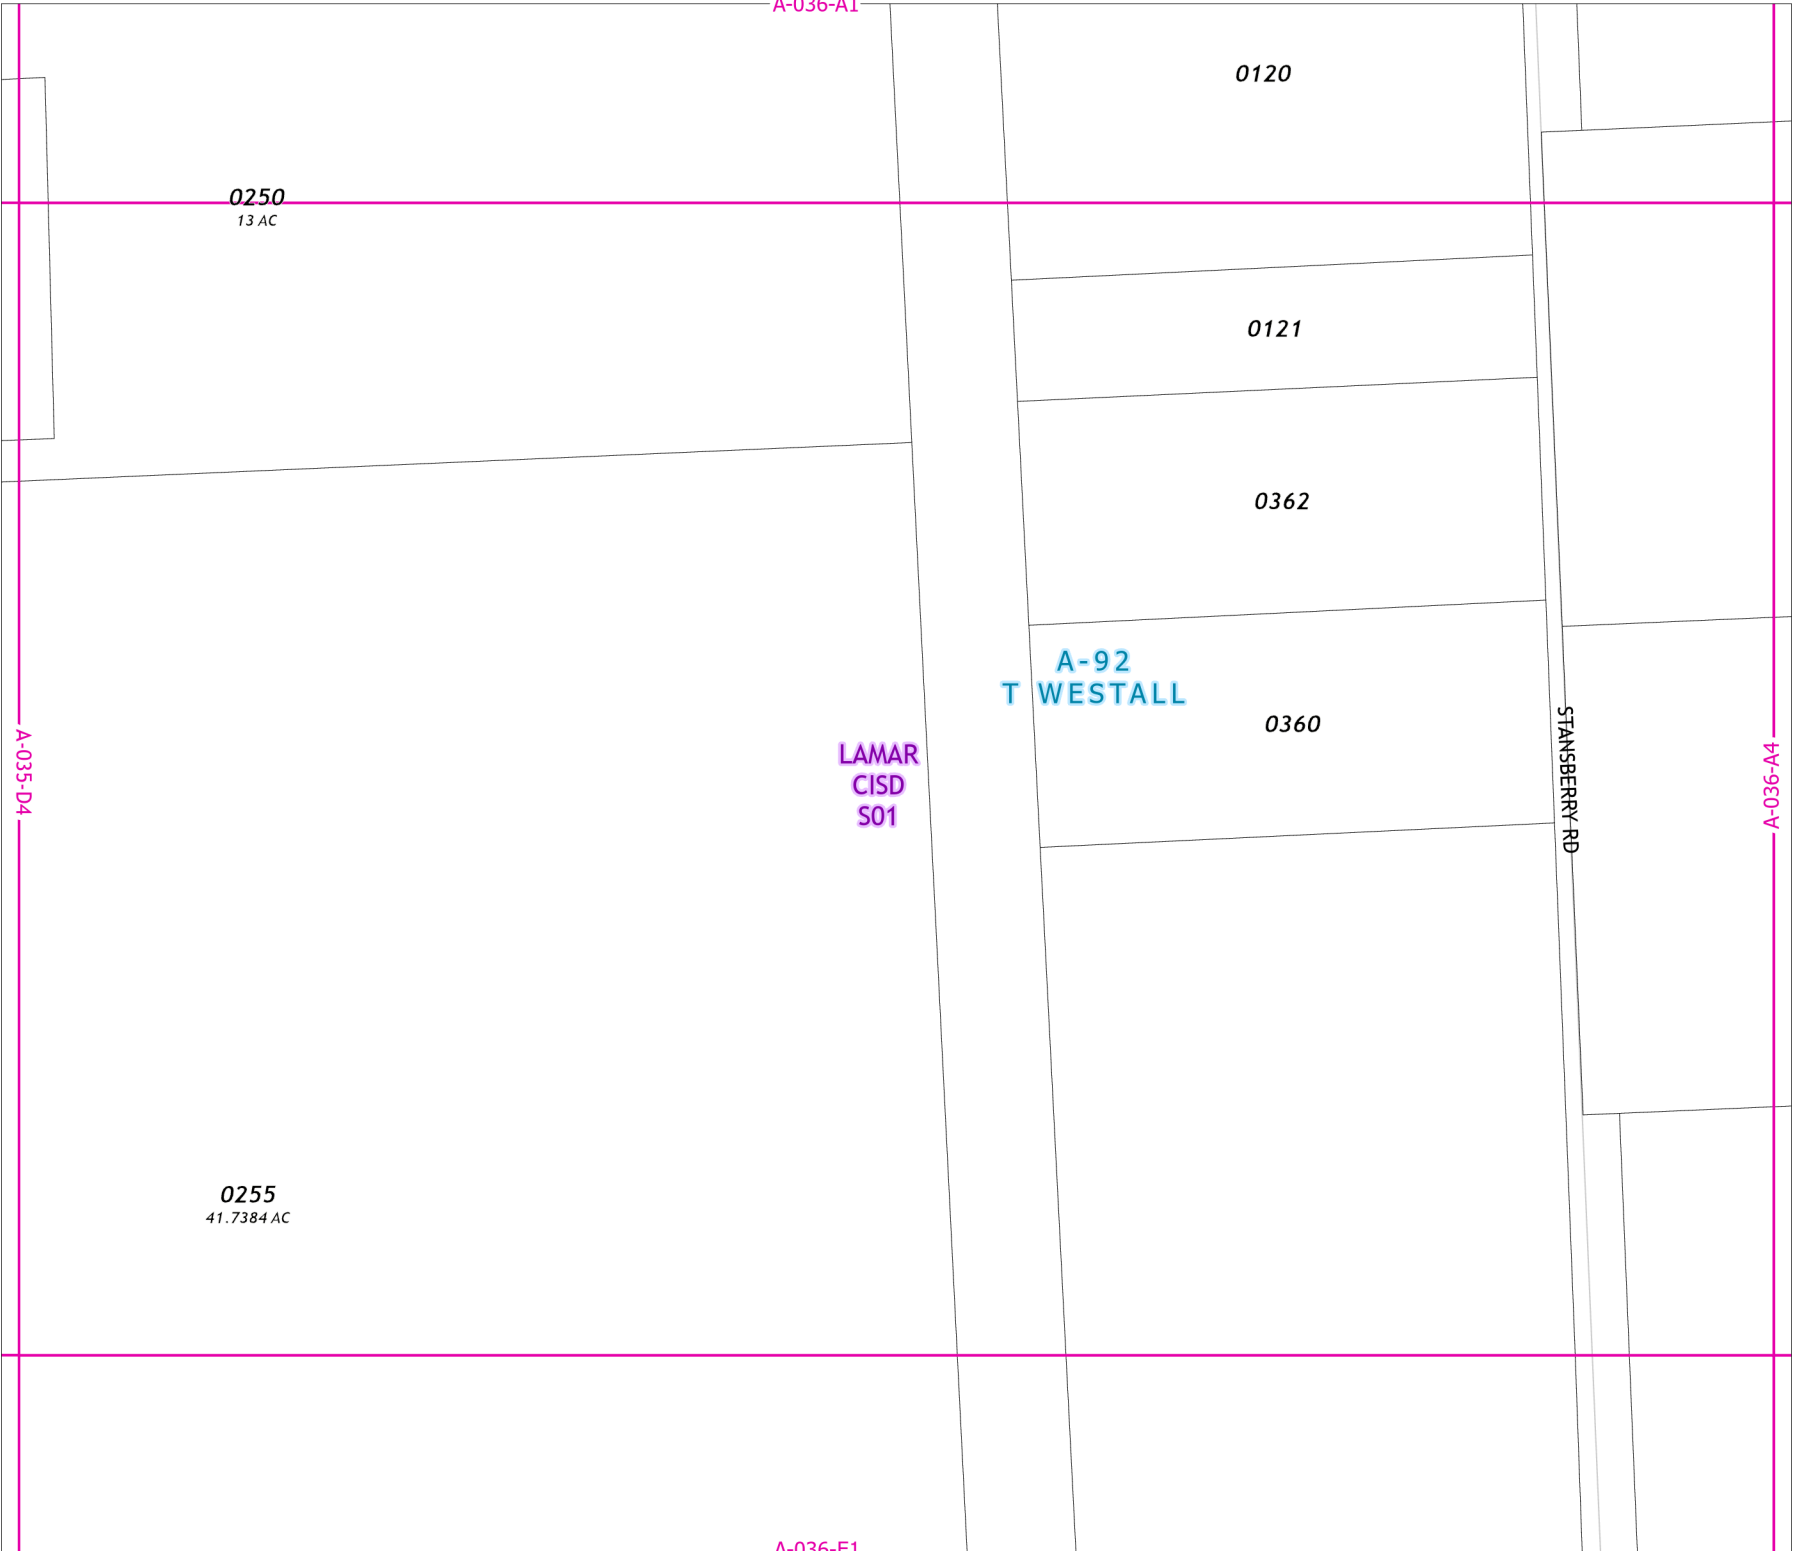 A-036-A1
0120
0250
13 AC
0121
0362
A-92
T WESTALL
0360
LAMAR
CISD
S01
STANSBERRY RD
A-035-D4
A-036-A4
0255
41.7384 AC
A-036-E1